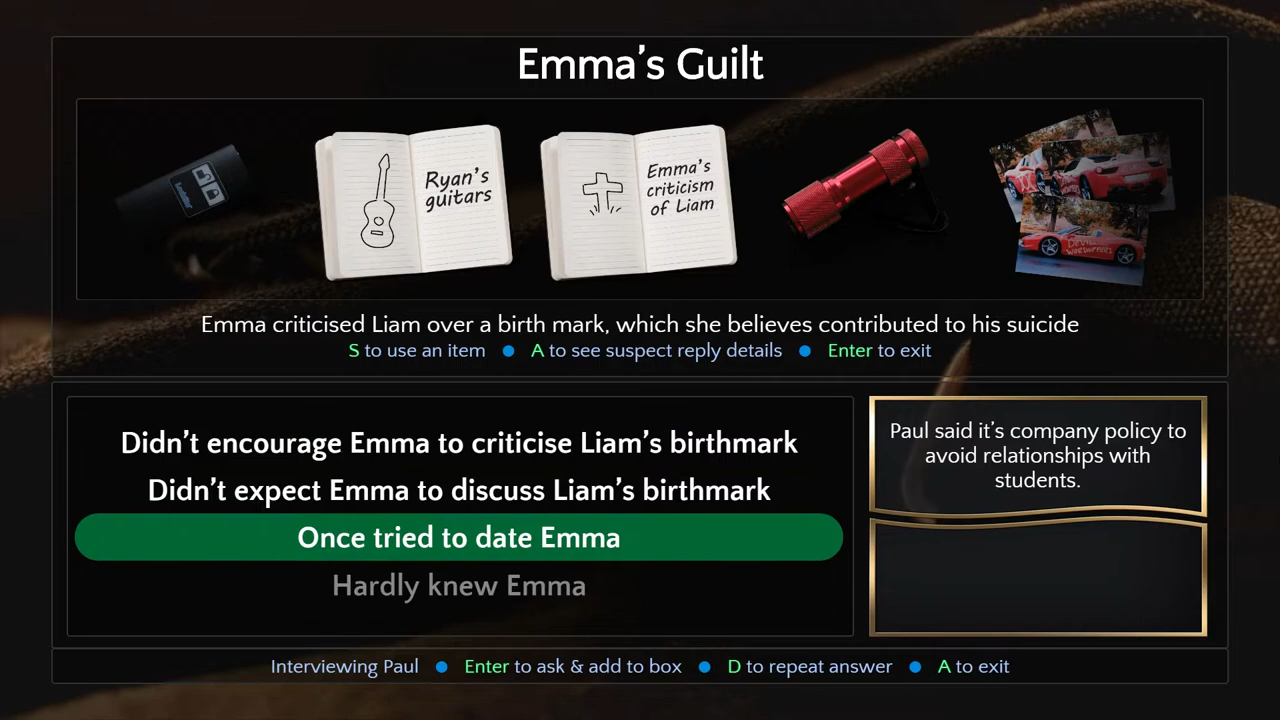 Emma's Guilt
Ryan's
guitars
Emma's
criticism
of Liam
Emma criticised Liam over a birth mark, which she believes contributed to his suicide
S to use an item ● A to see suspect reply details ● Enter to exit
Didn't encourage Emma to criticise Liam's birthmark
Didn't expect Emma to discuss Liam's birthmark
Once tried to date Emma
Hardly knew Emma
Paul said it's company policy to
avoid relationships with
students.
Interviewing Paul ● Enter to ask & add to box ● D to repeat answer ● A to exit